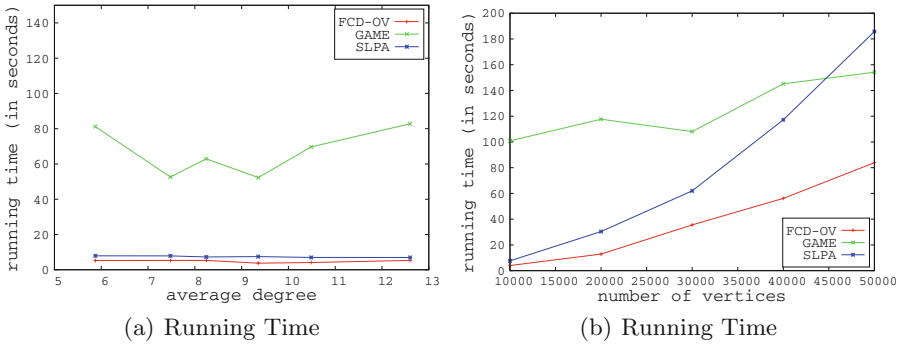 running time (in seconds)
140
120
100
80
60
40
20
0
FCD-OV
GAME
SLPA
5 6 7 8 9 10 11 12 13
average degree
(a) Running Time
running time (in seconds)
200
180
160
140
120
100
80
60
40
20
0
FCD-OV
GAME
SLPA
10000 15000 20000 25000 30000 35000 40000 45000 50000
number of vertices
(b) Running Time